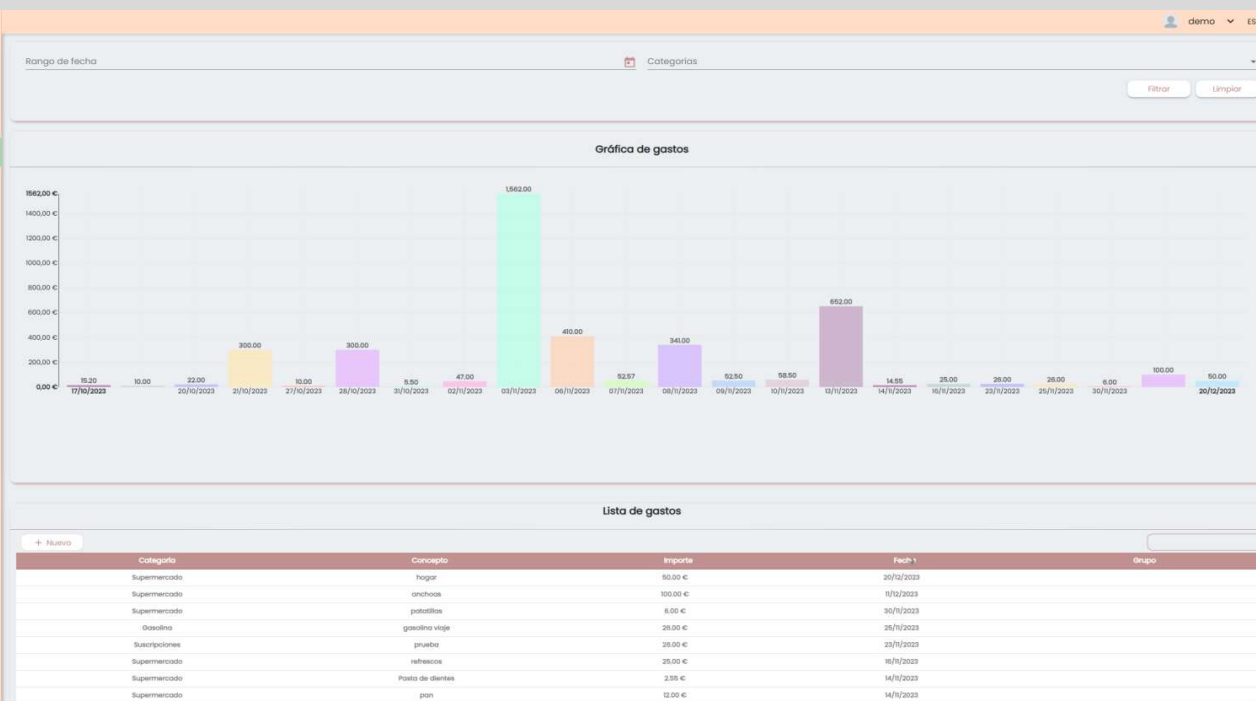 demo ES
Rango de fecha Categorias
Filtrar Limpiar
Gráfica de gastos
1562,00 €
1400,00 €
1200,00 €
1000,00 €
800,00 €
600,00 €
400,00 €
200,00 €
0,00 €
15.20 10.00 22.00 300.00 10.00 300.00 5.50 47.00 1,562.00 410.00 52.57 341.00 52.50 58.50 652.00 14.55 25.00 26.00 26.00 6.00 100.00 50.00
17/10/2023 20/10/2023 21/10/2023 27/10/2023 28/10/2023 31/10/2023 02/11/2023 03/11/2023 06/11/2023 07/11/2023 08/11/2023 09/11/2023 10/11/2023 13/11/2023 14/11/2023 16/11/2023 23/11/2023 25/11/2023 30/11/2023 20/12/2023
Lista de gastos
+ Nuevo
Categoria Concepto Importe Fecha Grupo
Supermercado hogar 50.00 € 20/12/2023
Supermercado anchoas 100.00 € 11/12/2023
Supermercado patatillas 6.00 € 30/11/2023
Gasolina gasolina viaje 26.00 € 25/11/2023
Suscripciones prueba 26.00 € 23/11/2023
Supermercado refrescos 25.00 € 16/11/2023
Supermercado Pasta de dientes 2.55 € 14/11/2023
Supermercado pan 12.00 € 14/11/2023